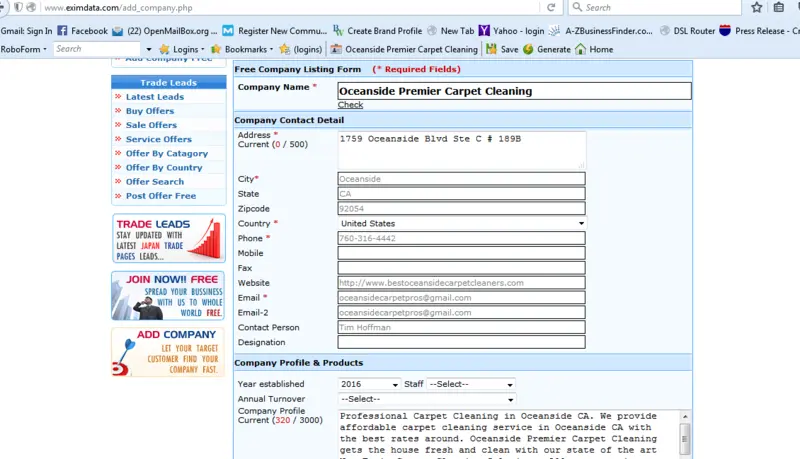 www.eximdata.com/add_company.php
Search
Gmail: Sign In
Facebook
(22) OpenMailBox.org ...
Register New Commu...
Create Brand Profile
New Tab
Yahoo - login
A-ZBusinessFinder.co...
DSL Router
Press Release - Cr
RoboForm
Search
Logins
Bookmarks
(logins)
Oceanside Premier Carpet Cleaning
Save
Generate
Home
Add Company Free
Trade Leads
Latest Leads
Buy Offers
Sale Offers
Service Offers
Offer By Catagory
Offer By Country
Offer Search
Post Offer Free
TRADE LEADS
STAY UPDATED WITH
LATEST JAPAN TRADE
PAGES LEADS...
JOIN NOW!! FREE
SPREAD YOUR BUSSINESS
WITH US TO WHOLE
WORLD FREE.
ADD COMPANY
LET YOUR TARGET
CUSTOMER FIND YOUR
COMPANY FAST.
Free Company Listing Form (* Required Fields)
Company Name * Oceanside Premier Carpet Cleaning
Check
Company Contact Detail
Address * 1759 Oceanside Blvd Ste C # 189B
Current (0 / 500)
City* Oceanside
State CA
Zipcode 92054
Country * United States
Phone * 760-316-4442
Mobile
Fax
Website http://www.bestoceansidecarpetcleaners.com
Email * oceansidecarpetpros@gmail.com
Email-2 oceansidecarpetpros@gmail.com
Contact Person Tim Hoffman
Designation
Company Profile & Products
Year established 2016 Staff --Select--
Annual Turnover --Select--
Company Profile
Current (320 / 3000)
Professional Carpet Cleaning in Oceanside CA. We provide
affordable carpet cleaning service in Oceanside CA with
the best rates around. Oceanside Premier Carpet Cleaning
gets the house fresh and clean with our state of the art